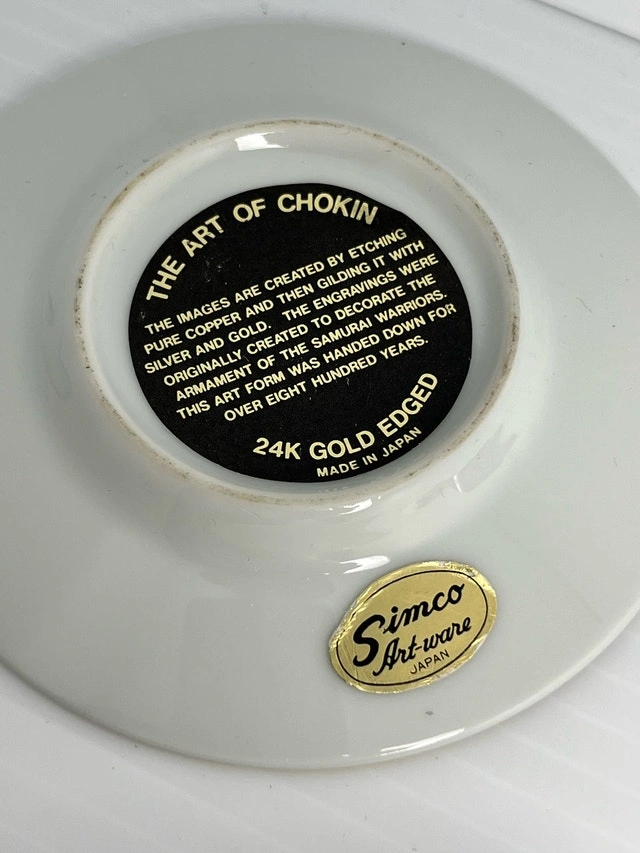 THE ART OF CHOKIN
THE IMAGES ARE CREATED BY ETCHING
PURE COPPER AND THEN GILDING IT WITH
SILVER AND GOLD. THE ENGRAVINGS WERE
ORIGINALLY CREATED TO DECORATE THE
ARMAMENT OF THE SAMURAI WARRIORS.
THIS ART FORM WAS HANDED DOWN FOR
OVER EIGHT HUNDRED YEARS.
24K GOLD EDGED
MADE IN JAPAN
Simco
Art-ware
JAPAN